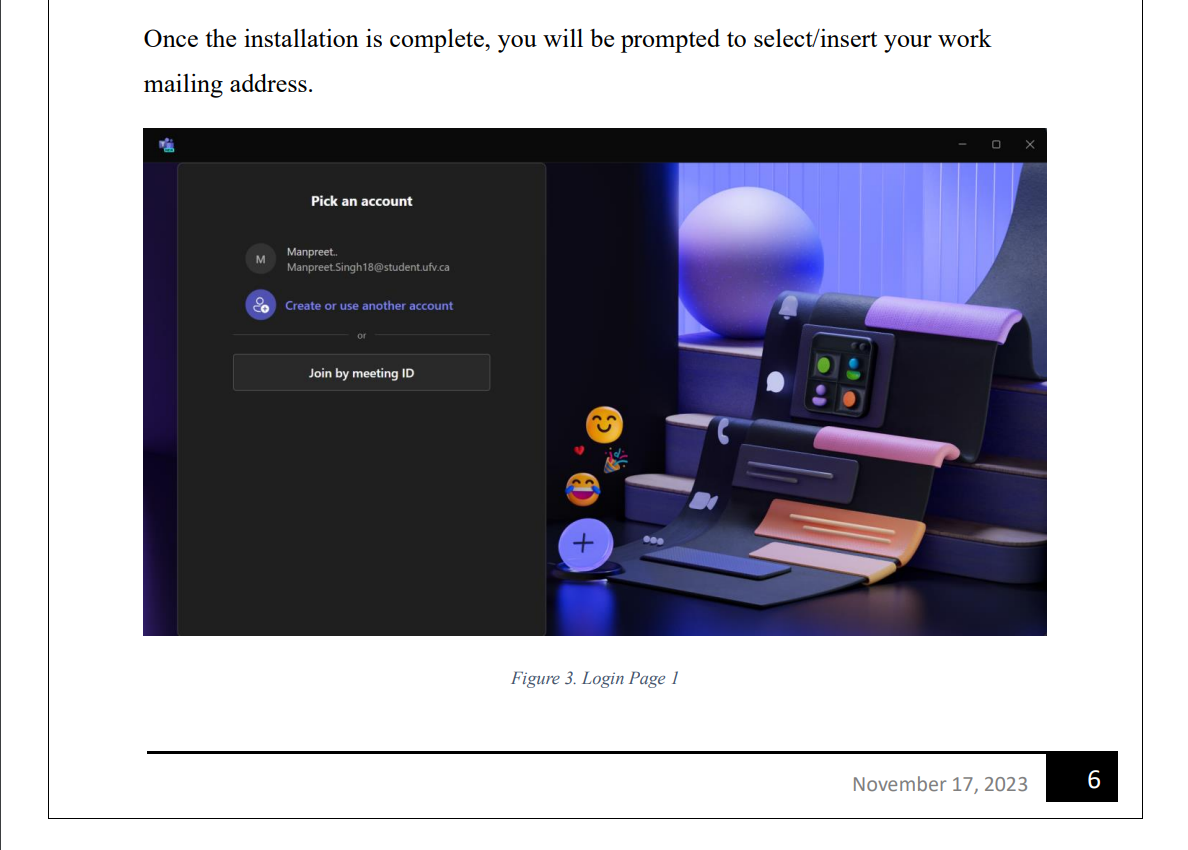 Once the installation is complete, you will be prompted to select/insert your work
mailing address.
Pick an account
M
Manpreet..
Manpreet.Singh18@student.ufv.ca
Create or use another account
or
Join by meeting ID
Figure 3. Login Page 1
November 17, 2023
6